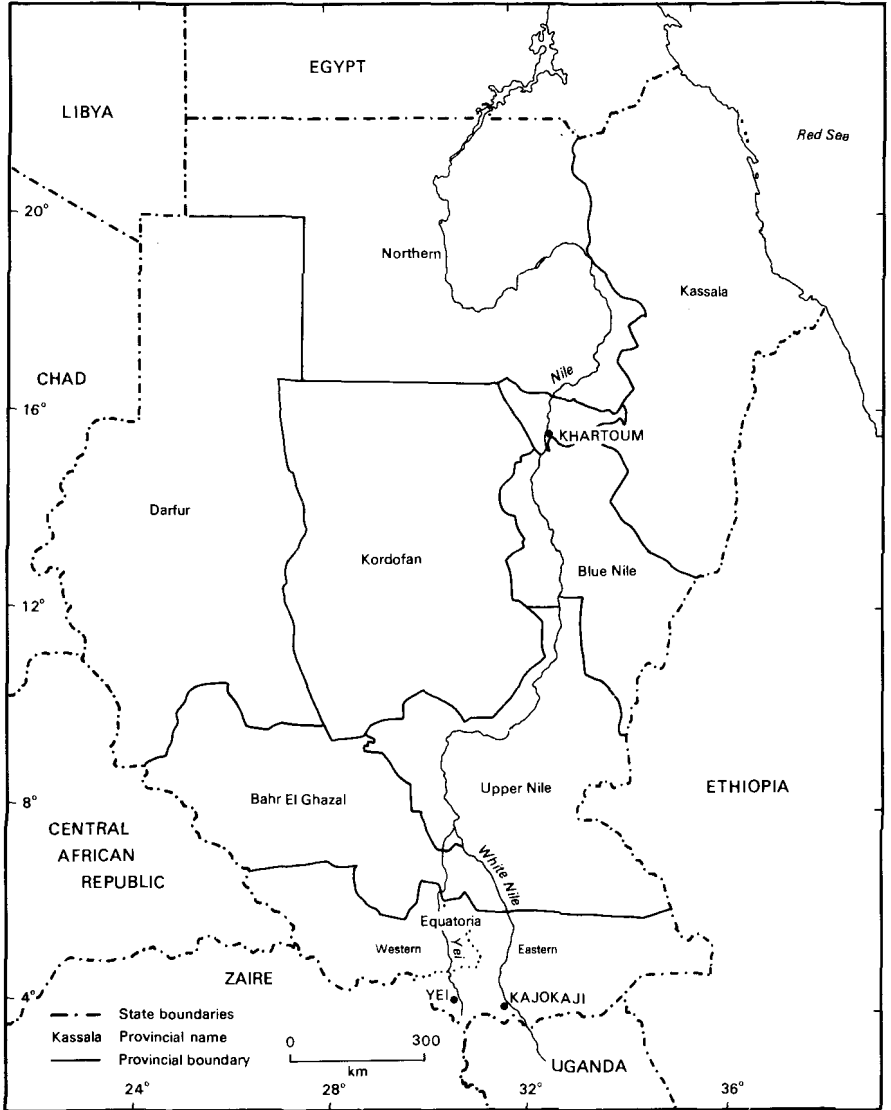 EGYPT
LIBYA
Red Sea
20°
Northern
Kassala
CHAD
Nile
16°
KHARTOUM
Darfur
Kordofan
Blue Nile
12°
Bahr El Ghazal
Upper Nile
ETHIOPIA
8°
CENTRAL
AFRICAN
REPUBLIC
White Nile
Equatoria
Western
Yei
Eastern
ZAIRE
YEI
KAJOKAJI
4°
State boundaries
Kassala Provincial name
Provincial boundary
0 300
km
UGANDA
24° 28° 32° 36°